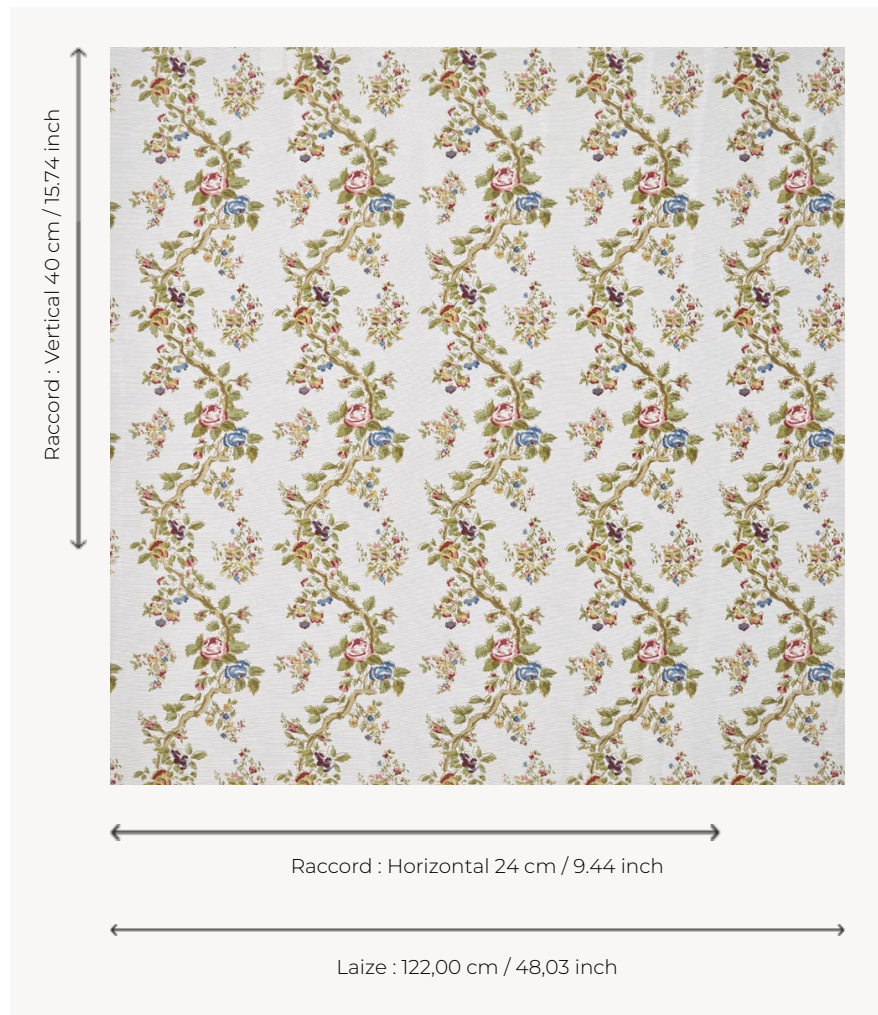 Raccord : Vertical 40 cm / 15.74 inch
Raccord : Horizontal 24 cm / 9.44 inch
Laize : 122,00 cm / 48,03 inch